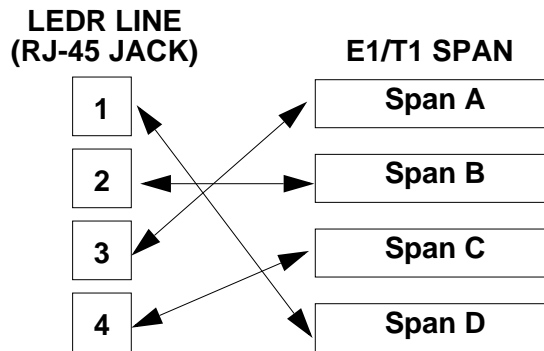 LEDR LINE
(RJ-45 JACK)
E1/T1 SPAN
1
Span A
2
Span B
3
Span C
4
Span D